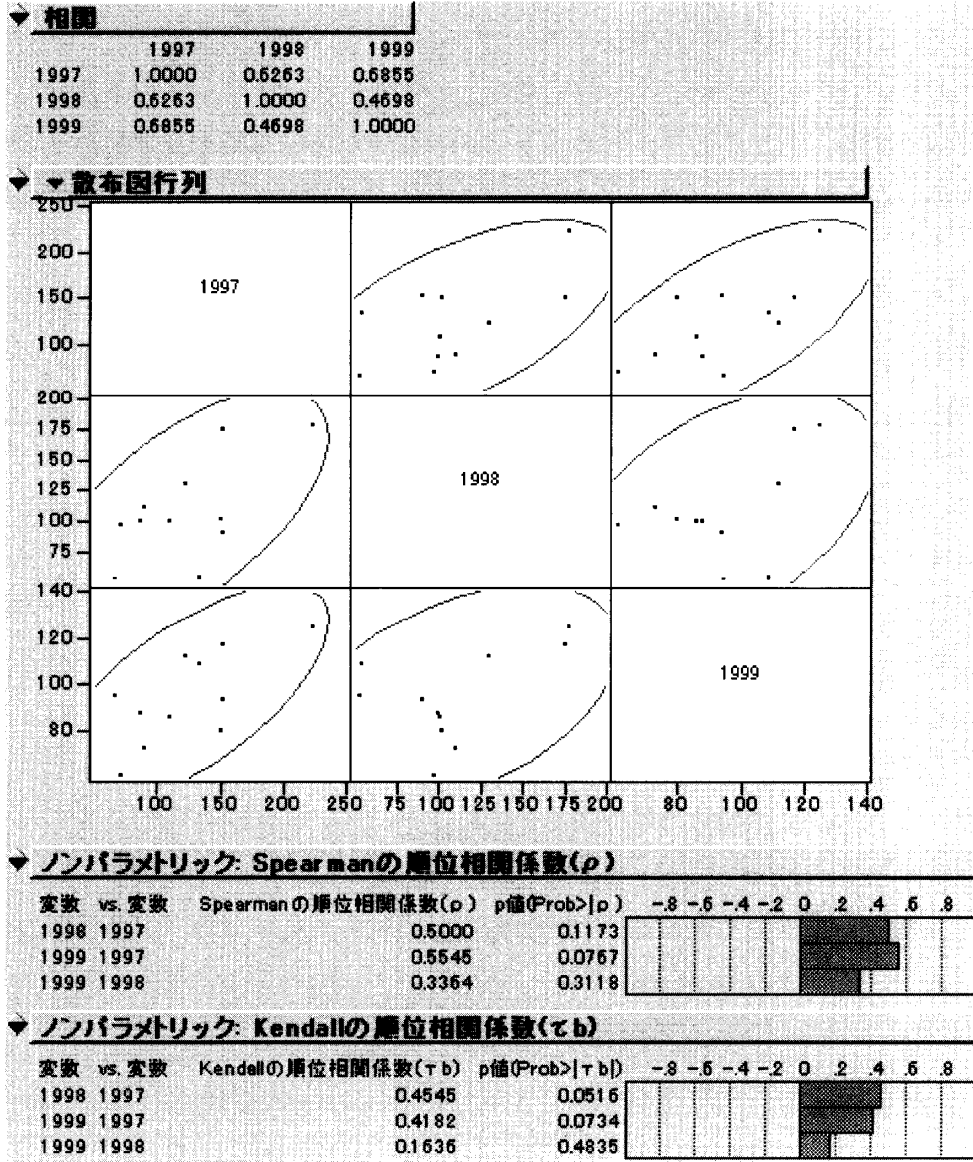 相関
1997 1998 1999
1997 1.0000 0.6263 0.6855
1998 0.6263 1.0000 0.4698
1999 0.6855 0.4698 1.0000
散布図行列
250
200
150
100
1997
200
175
150
125
100
75
1998
140
120
100
80
1999
100 150 200 250 75 100 125 150 175 200 80 100 120 140
ノンパラメトリック: Spearmanの順位相関係数(ρ)
変数 vs. 変数 Spearmanの順位相関係数(ρ) p値(Prob>|ρ|) -.8 -.6 -.4 -.2 0 .2 .4 .6 .8
1998 1997 0.5000 0.1173
1999 1997 0.5545 0.0767
1999 1998 0.3364 0.3118
ノンパラメトリック: Kendallの順位相関係数(τb)
変数 vs. 変数 Kendallの順位相関係数(τb) p値(Prob>|τb|) -.8 -.6 -.4 -.2 0 .2 .4 .6 .8
1998 1997 0.4545 0.0516
1999 1997 0.4182 0.0734
1999 1998 0.1636 0.4835